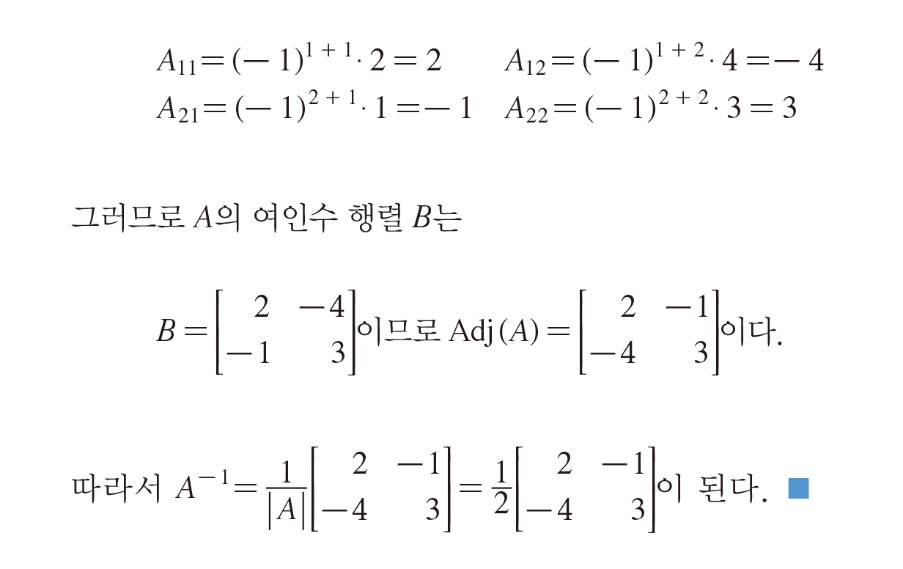 A₁₁=(−1)¹⁺¹·2=2 A₁₂=(−1)¹⁺²·4=−4
A₂₁=(−1)²⁺¹·1=−1 A₂₂=(−1)²⁺²·3=3
그러므로 A의 여인수 행렬 B는
B=[2 −4; −1 3]이므로 Adj(A)=[2 −1; −4 3]이다.
따라서 A⁻¹=1/|A|[2 −1; −4 3]=1/2[2 −1; −4 3]이 된다. ■